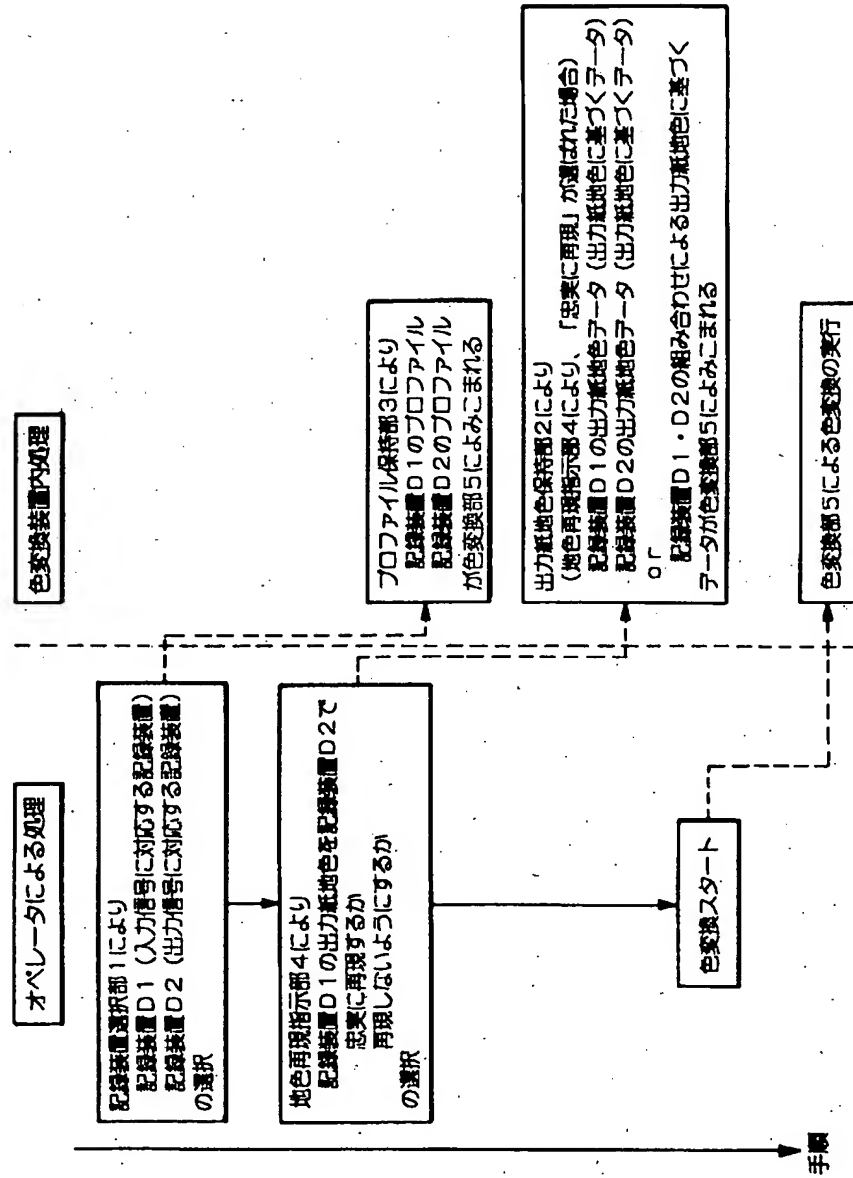 オペレータによる処理
色変換装置内処理
記録装置選択部1により
記録装置D1(入力信号に対応する記録装置)
記録装置D2(出力信号に対応する記録装置)
の選択
プロファイル保持部3により
記録装置D1のプロファイル
記録装置D2のプロファイル
が色変換部5によみこまれる
地色再現指示部4により
記録装置D1の出力紙地色を記録装置D2で
忠実に再現するか
再現しないようにするか
の選択
出力紙地色保持部2により
(地色再現指示部4により、「忠実に再現」が選ばれた場合)
記録装置D1の出力紙地色データ(出力紙地色に基づくデータ)
記録装置D2の出力紙地色データ(出力紙地色に基づくデータ)
or
記録装置D1・D2の組み合わせによる出力紙地色に基づく
データが色変換部5によみこまれる
色変換スタート
色変換部5による色変換の実行
手順